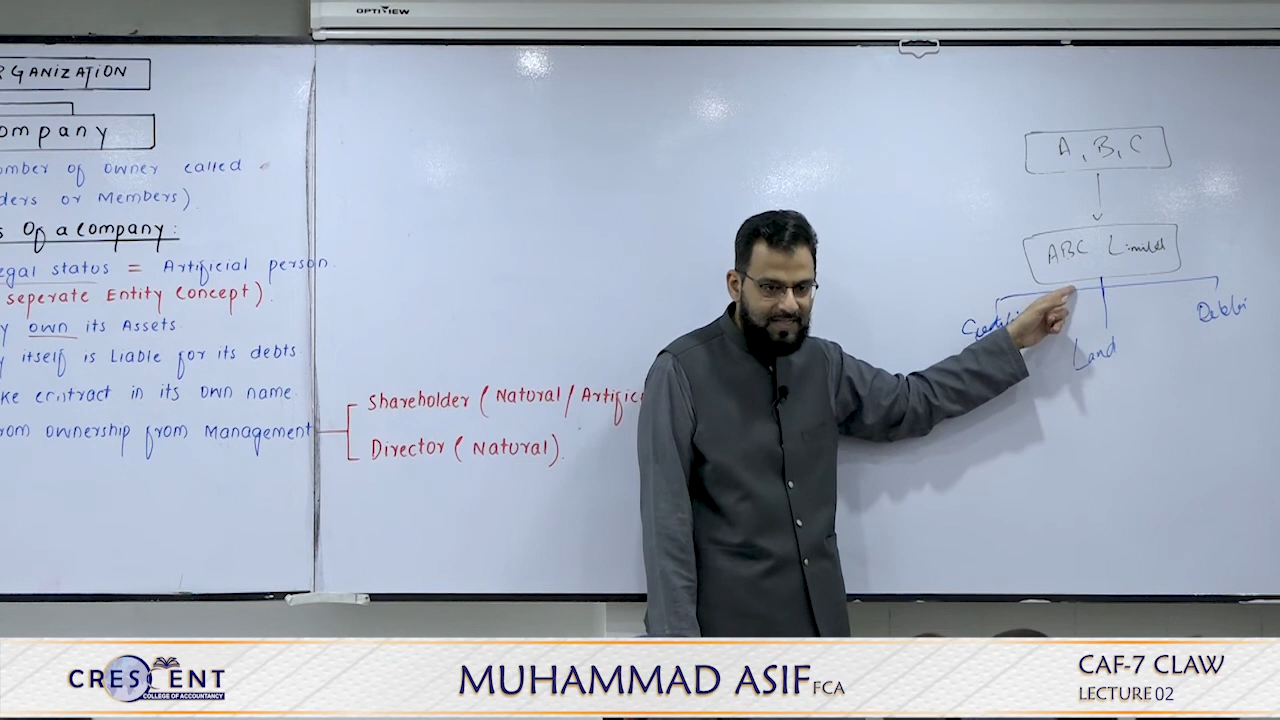 OPTIVIEW
RGANIZATION
ompany
omber of owner called
ders or Members)
s Of a company:
egal status = Artificial person.
seperate Entity Concept).
y own its Assets.
y itself is Liable for its debts
ke contract in its own name.
rom ownership from Management
Shareholder (Natural / Artific
Director (Natural).
A, B, C
ABC Limited
Land
CRESCENT
COLLEGE OF ACCOUNTANCY
MUHAMMAD ASIF FCA
CAF-7 CLAW
LECTURE 02